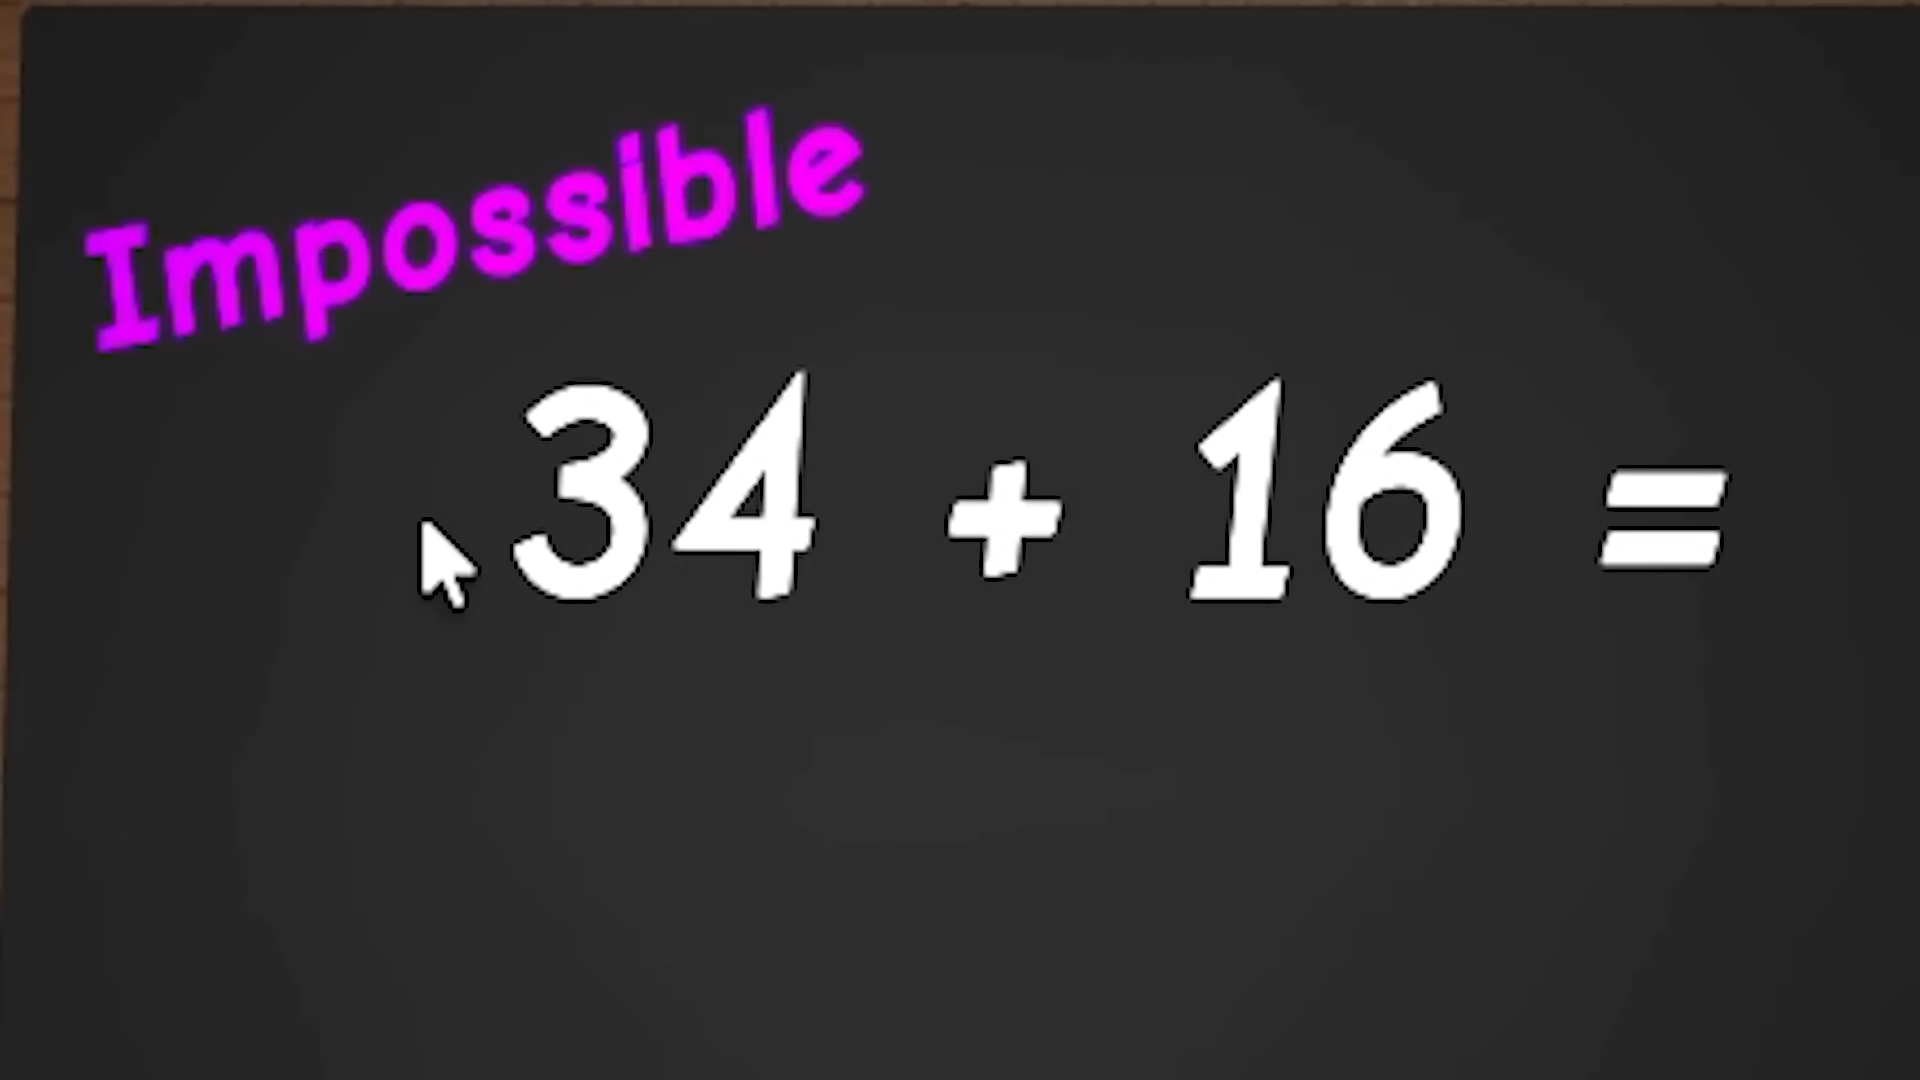 Impossible
34 + 16 =